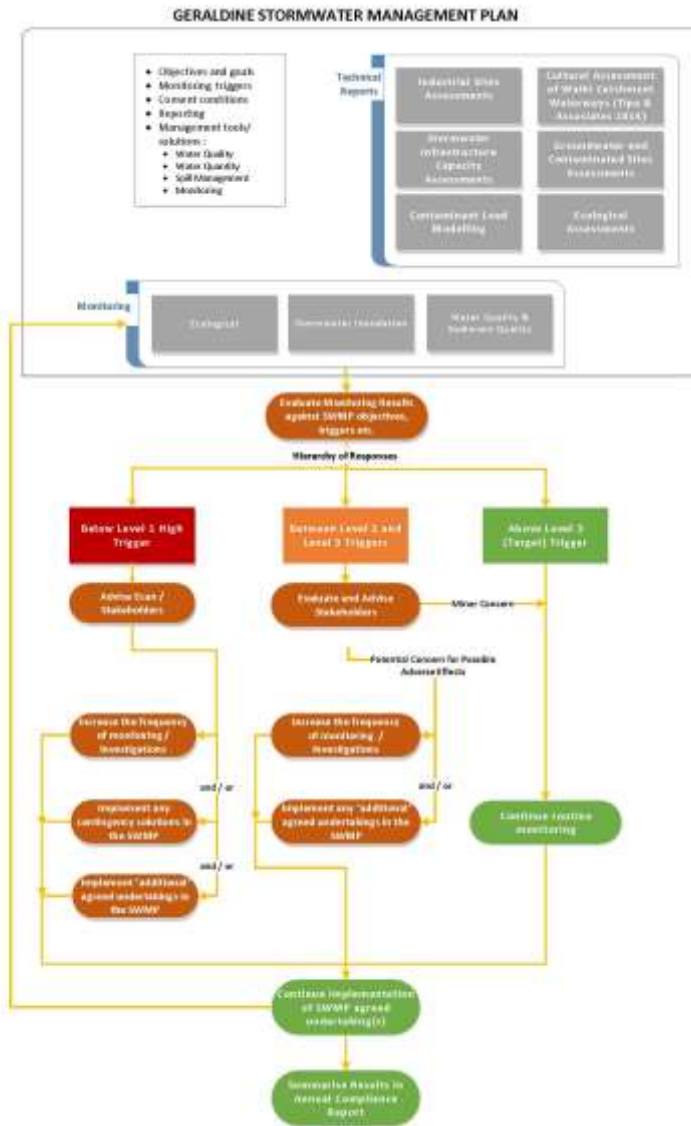 GERALDINE STORMWATER MANAGEMENT PLAN
• Objectives and goals
• Monitoring triggers
• Consent conditions
• Reporting
• Management tools/
solutions :
• Water Quality
• Water Quantity
• Spill Management
• Monitoring
Technical
Reports
Industrial Sites
Assessments
Cultural Assessment
of Waihi Catchment
Waterways (Tipa &
Associates 2014)
Stormwater
Infrastructure
Capacity
Assessments
Groundwater and
Contaminated Sites
Assessments
Contaminant Load
Modelling
Ecological
Assessments
Monitoring
Ecological
Stormwater Inundation
Water Quality &
Sediment Quality
Evaluate Monitoring Results
against SWMP objectives,
triggers etc.
Hierarchy of Responses
Below Level 1 High
Trigger
Between Level 2 and
Level 3 Triggers
Above Level 3
(Target) Trigger
Advise Ecan /
Stakeholders
Evaluate and Advise
Stakeholders
Minor Concern
Potential Concern for Possible
Adverse Effects
Increase the frequency
of monitoring /
Investigations
Increase the frequency
of monitoring /
Investigations
and / or
and / or
Implement any
contingency solutions
in the SWMP
Implement any "additional"
agreed undertakings in the
SWMP
Continue routine
monitoring
and / or
Implement "additional"
agreed undertakings in
the SWMP
Continue implementation
of SWMP agreed
undertaking(s)
Summarise Results in
Annual Compliance
Report